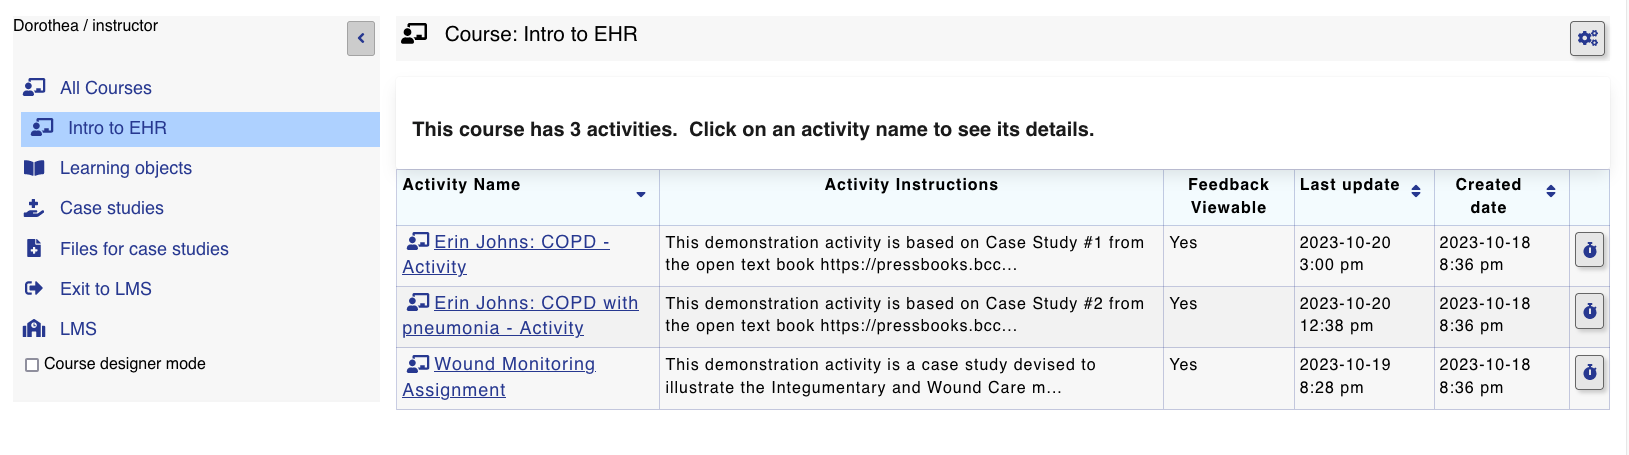 Dorothea / instructor
All Courses
Intro to EHR
Learning objects
Case studies
Files for case studies
Exit to LMS
LMS
Course designer mode
Course: Intro to EHR
This course has 3 activities.  Click on an activity name to see its details.
Activity Name
Activity Instructions
Feedback
Viewable
Last update
Created
date
Erin Johns: COPD -
Activity
This demonstration activity is based on Case Study #1 from
the open text book https://pressbooks.bcc...
Yes
2023-10-20
3:00 pm
2023-10-18
8:36 pm
Erin Johns: COPD with
pneumonia - Activity
This demonstration activity is based on Case Study #2 from
the open text book https://pressbooks.bcc...
Yes
2023-10-20
12:38 pm
2023-10-18
8:36 pm
Wound Monitoring
Assignment
This demonstration activity is a case study devised to
illustrate the Integumentary and Wound Care m...
Yes
2023-10-19
8:28 pm
2023-10-18
8:36 pm